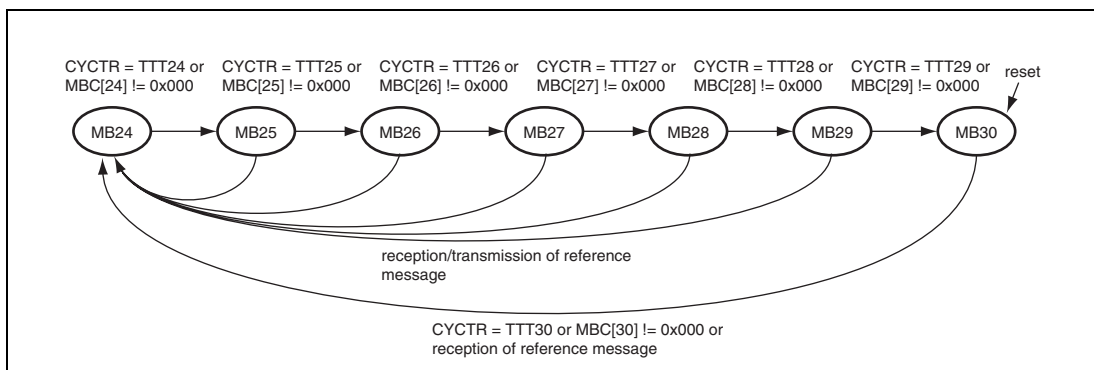 CYCTR = TTT24 or
MBC[24] != 0x000
CYCTR = TTT25 or
MBC[25] != 0x000
CYCTR = TTT26 or
MBC[26] != 0x000
CYCTR = TTT27 or
MBC[27] != 0x000
CYCTR = TTT28 or
MBC[28] != 0x000
CYCTR = TTT29 or
MBC[29] != 0x000
reset
MB24
MB25
MB26
MB27
MB28
MB29
MB30
reception/transmission of reference
message
CYCTR = TTT30 or MBC[30] != 0x000 or
reception of reference message